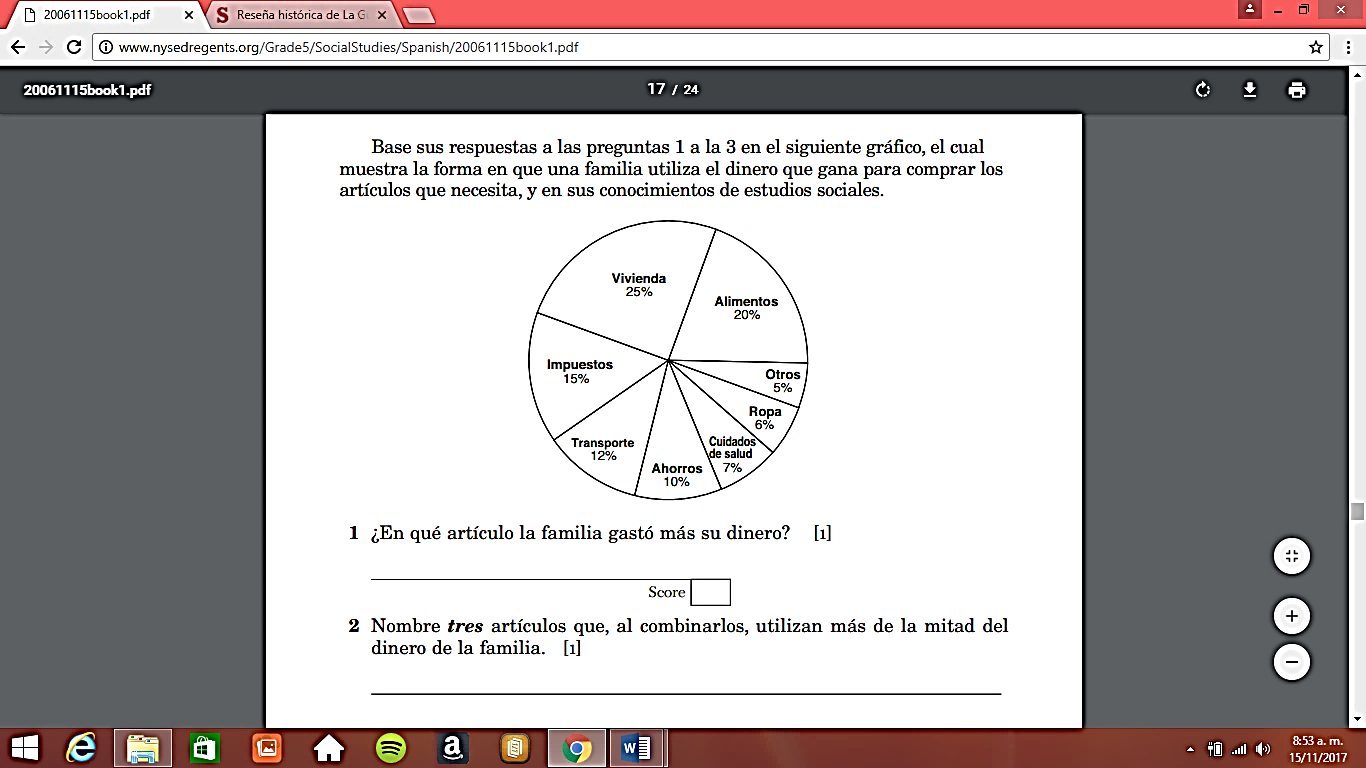 20061115book1.pdf
Reseña histórica de La G
www.nysedregents.org/Grade5/SocialStudies/Spanish/20061115book1.pdf
20061115book1.pdf
17 / 24
Base sus respuestas a las preguntas 1 a la 3 en el siguiente gráfico, el cual
muestra la forma en que una familia utiliza el dinero que gana para comprar los
artículos que necesita, y en sus conocimientos de estudios sociales.
Vivienda
25%
Alimentos
20%
Impuestos
15%
Otros
5%
Ropa
6%
Transporte
12%
Cuidados
de salud
7%
Ahorros
10%
1 ¿En qué artículo la familia gastó más su dinero? [1]
Score
2 Nombre tres artículos que, al combinarlos, utilizan más de la mitad del
dinero de la familia. [1]
8:53 a. m.
15/11/2017